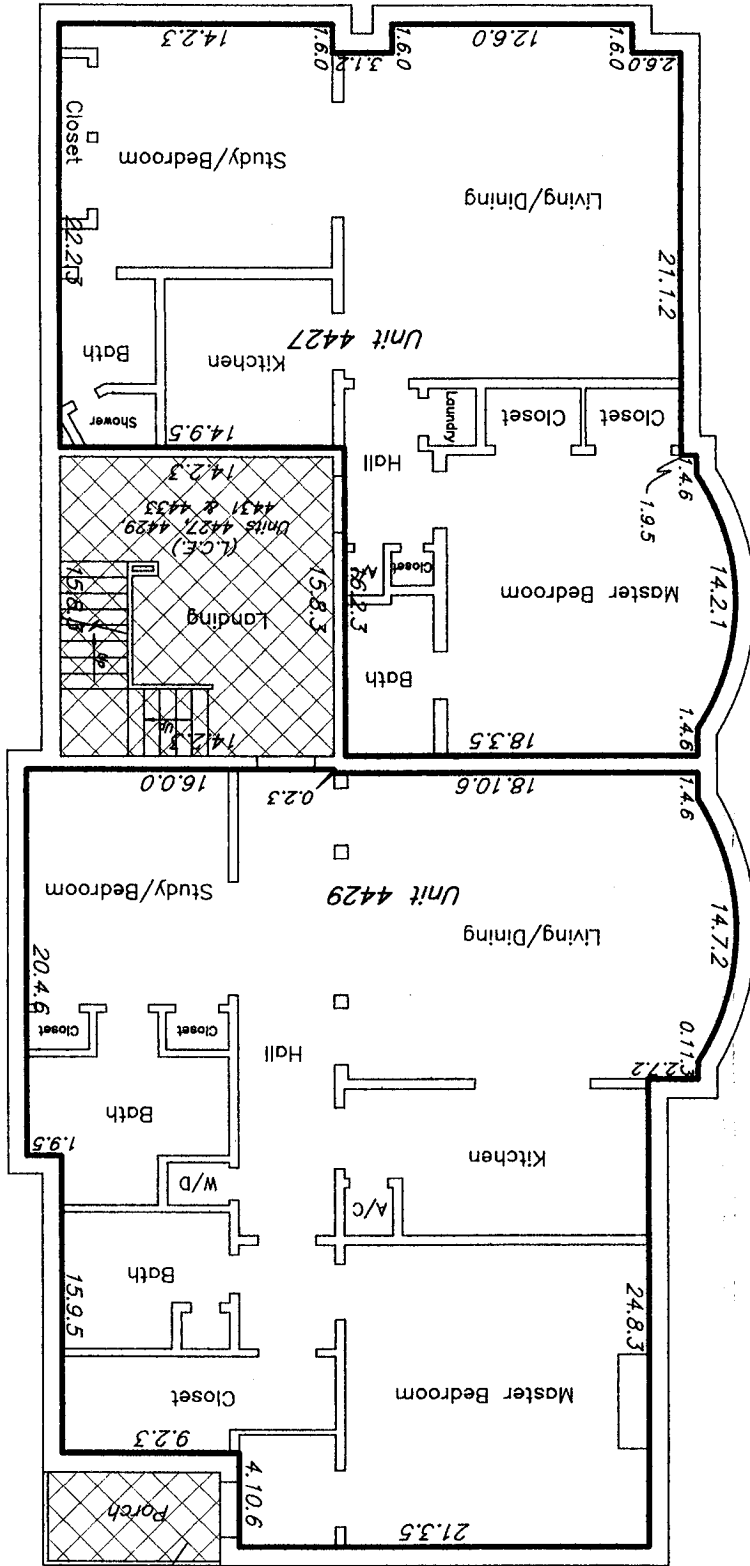 21.3.5
4.10.6
Porch
Master Bedroom
24.8.3
9.2.3
Closet
15.9.5
Bath
A/C
W/D
Kitchen
Bath
1.9.5
2.7.2
0.11.3
Hall
Closet
Closet
20.4.6
14.7.2
Living/Dining
Unit 4429
Study/Bedroom
1.4.6
18.10.6
0.2.3
16.0.0
1.4.6
18.3.5
14.2.3
Up
Bath
Up
Landing
15.8.3
15.8.3
16.2.3
14.2.1
Master Bedroom
Closet
A/C
(L.C.E.)
Units 4427, 4429,
4431 & 4433
14.2.3
1.9.5
1.4.6
Hall
14.9.5
Closet
Closet
Laundry
Shower
Kitchen
Bath
Unit 4427
21.1.2
22.2.3
Living/Dining
Study/Bedroom
Closet
2.6.0
1.6.0
12.6.0
1.6.0
3.1.2
1.6.0
14.2.3